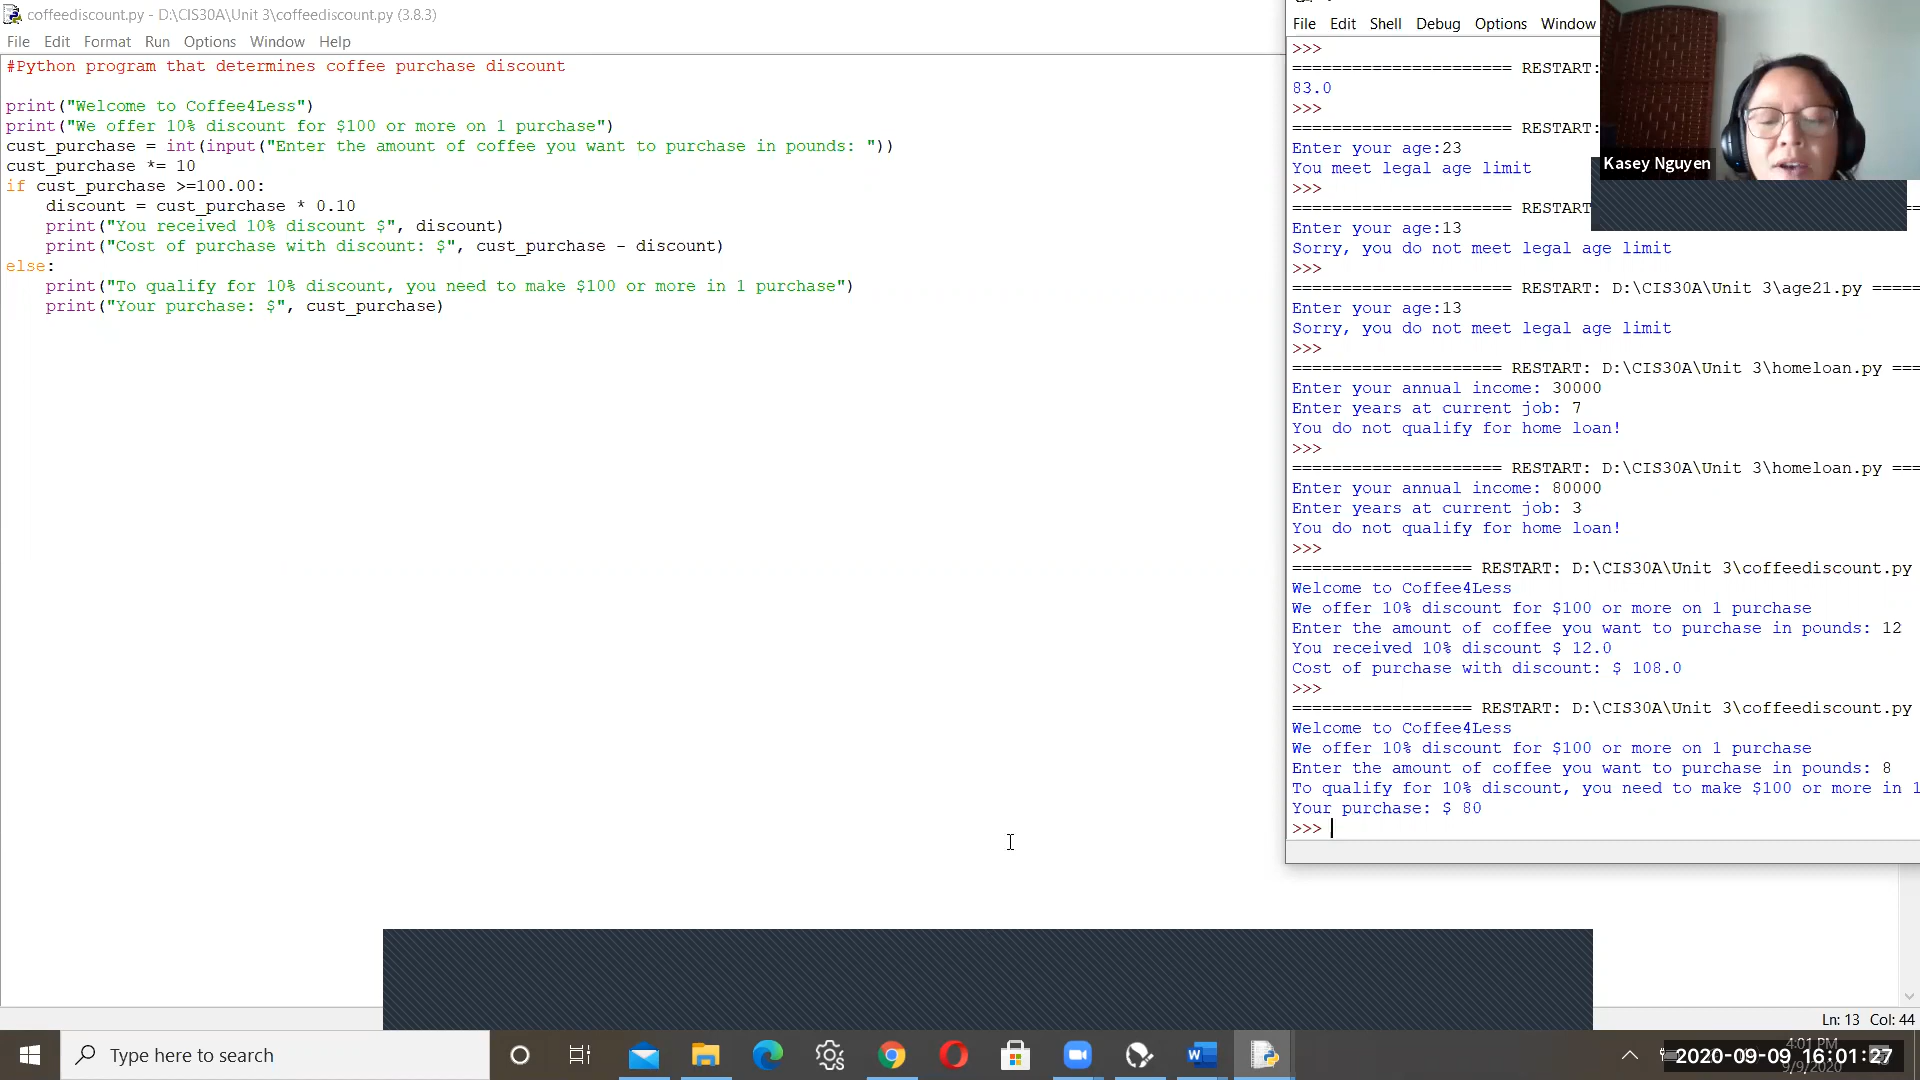 coffeediscount.py - D:\CIS30A\Unit 3\coffeediscount.py (3.8.3)
File Edit Format Run Options Window Help
#Python program that determines coffee purchase discount
print("Welcome to Coffee4Less")
print("We offer 10% discount for $100 or more on 1 purchase")
cust_purchase = int(input("Enter the amount of coffee you want to purchase in pounds: "))
cust_purchase *= 10
if cust_purchase >=100.00:
    discount = cust_purchase * 0.10
    print("You received 10% discount $", discount)
    print("Cost of purchase with discount: $", cust_purchase - discount)
else:
    print("To qualify for 10% discount, you need to make $100 or more in 1 purchase")
    print("Your purchase: $", cust_purchase)
File Edit Shell Debug Options Window
>>>
====================== RESTART:
83.0
>>>
====================== RESTART:
Enter your age:23
You meet legal age limit
>>>
====================== RESTART
Enter your age:13
Sorry, you do not meet legal age limit
>>>
====================== RESTART: D:\CIS30A\Unit 3\age21.py =====
Enter your age:13
Sorry, you do not meet legal age limit
>>>
===================== RESTART: D:\CIS30A\Unit 3\homeloan.py ===
Enter your annual income: 30000
Enter years at current job: 7
You do not qualify for home loan!
>>>
===================== RESTART: D:\CIS30A\Unit 3\homeloan.py ===
Enter your annual income: 80000
Enter years at current job: 3
You do not qualify for home loan!
>>>
================== RESTART: D:\CIS30A\Unit 3\coffeediscount.py
Welcome to Coffee4Less
We offer 10% discount for $100 or more on 1 purchase
Enter the amount of coffee you want to purchase in pounds: 12
You received 10% discount $ 12.0
Cost of purchase with discount: $ 108.0
>>>
================== RESTART: D:\CIS30A\Unit 3\coffeediscount.py
Welcome to Coffee4Less
We offer 10% discount for $100 or more on 1 purchase
Enter the amount of coffee you want to purchase in pounds: 8
To qualify for 10% discount, you need to make $100 or more in 1
Your purchase: $ 80
>>>
Kasey Nguyen
Ln: 13 Col: 44
Type here to search
4:01 PM
2020-09-09 16:01:27
9/9/2020